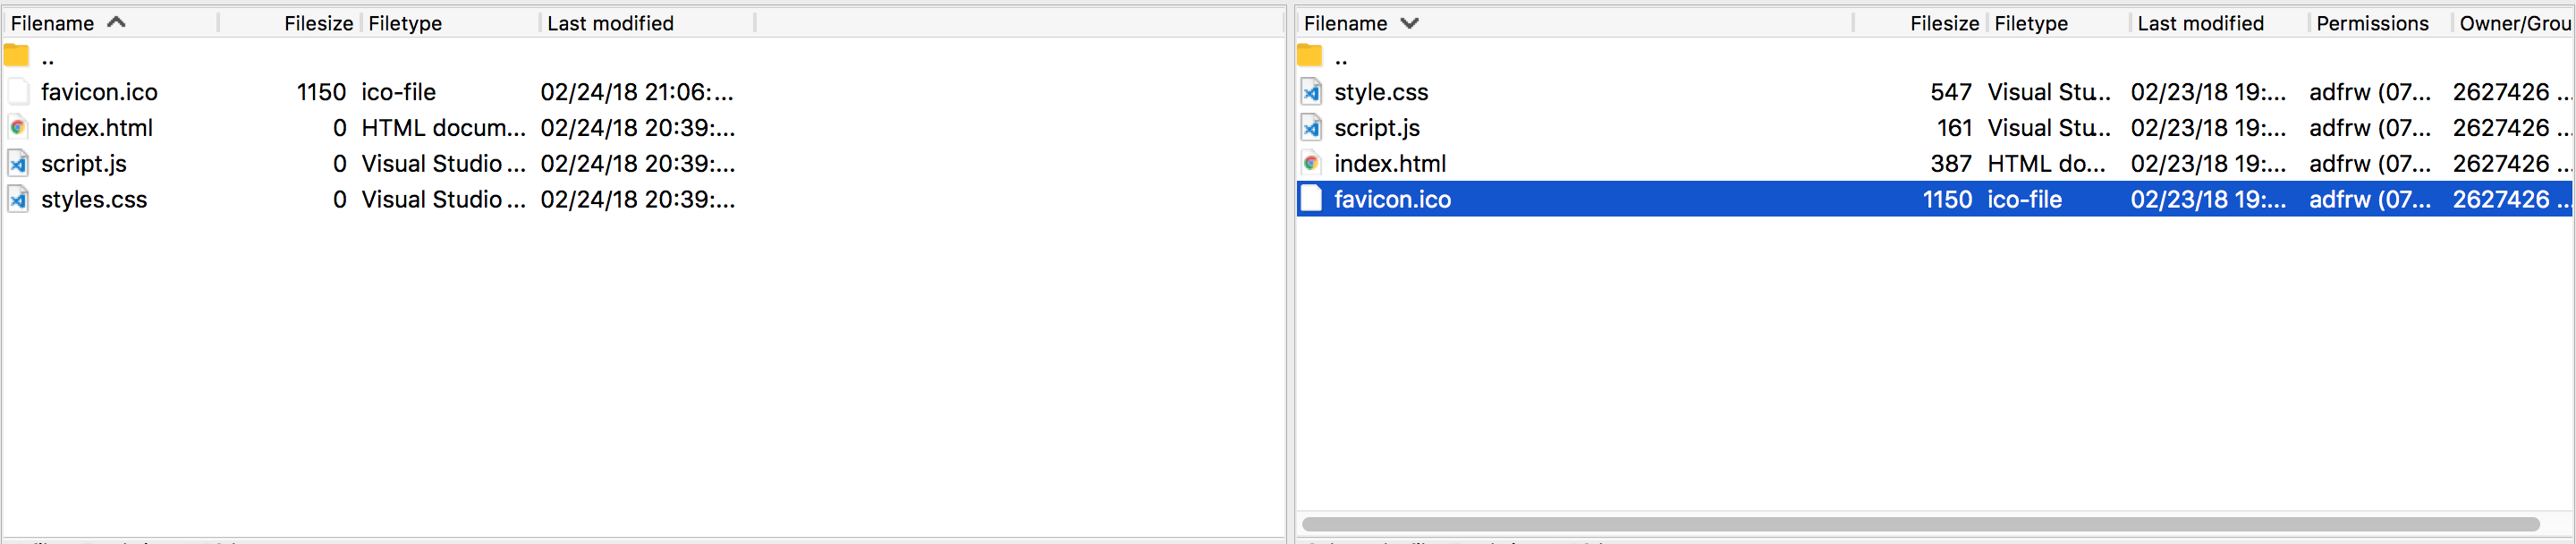 Filename Filesize Filetype Last modified
..
favicon.ico 1150 ico-file 02/24/18 21:06:...
index.html 0 HTML docum... 02/24/18 20:39:...
script.js 0 Visual Studio ... 02/24/18 20:39:...
styles.css 0 Visual Studio ... 02/24/18 20:39:...
Filename Filesize Filetype Last modified Permissions Owner/Grou
..
style.css 547 Visual Stu... 02/23/18 19:... adfrw (07... 2627426 ...
script.js 161 Visual Stu... 02/23/18 19:... adfrw (07... 2627426 ...
index.html 387 HTML do... 02/23/18 19:... adfrw (07... 2627426 ...
favicon.ico 1150 ico-file 02/23/18 19:... adfrw (07... 2627426 ...